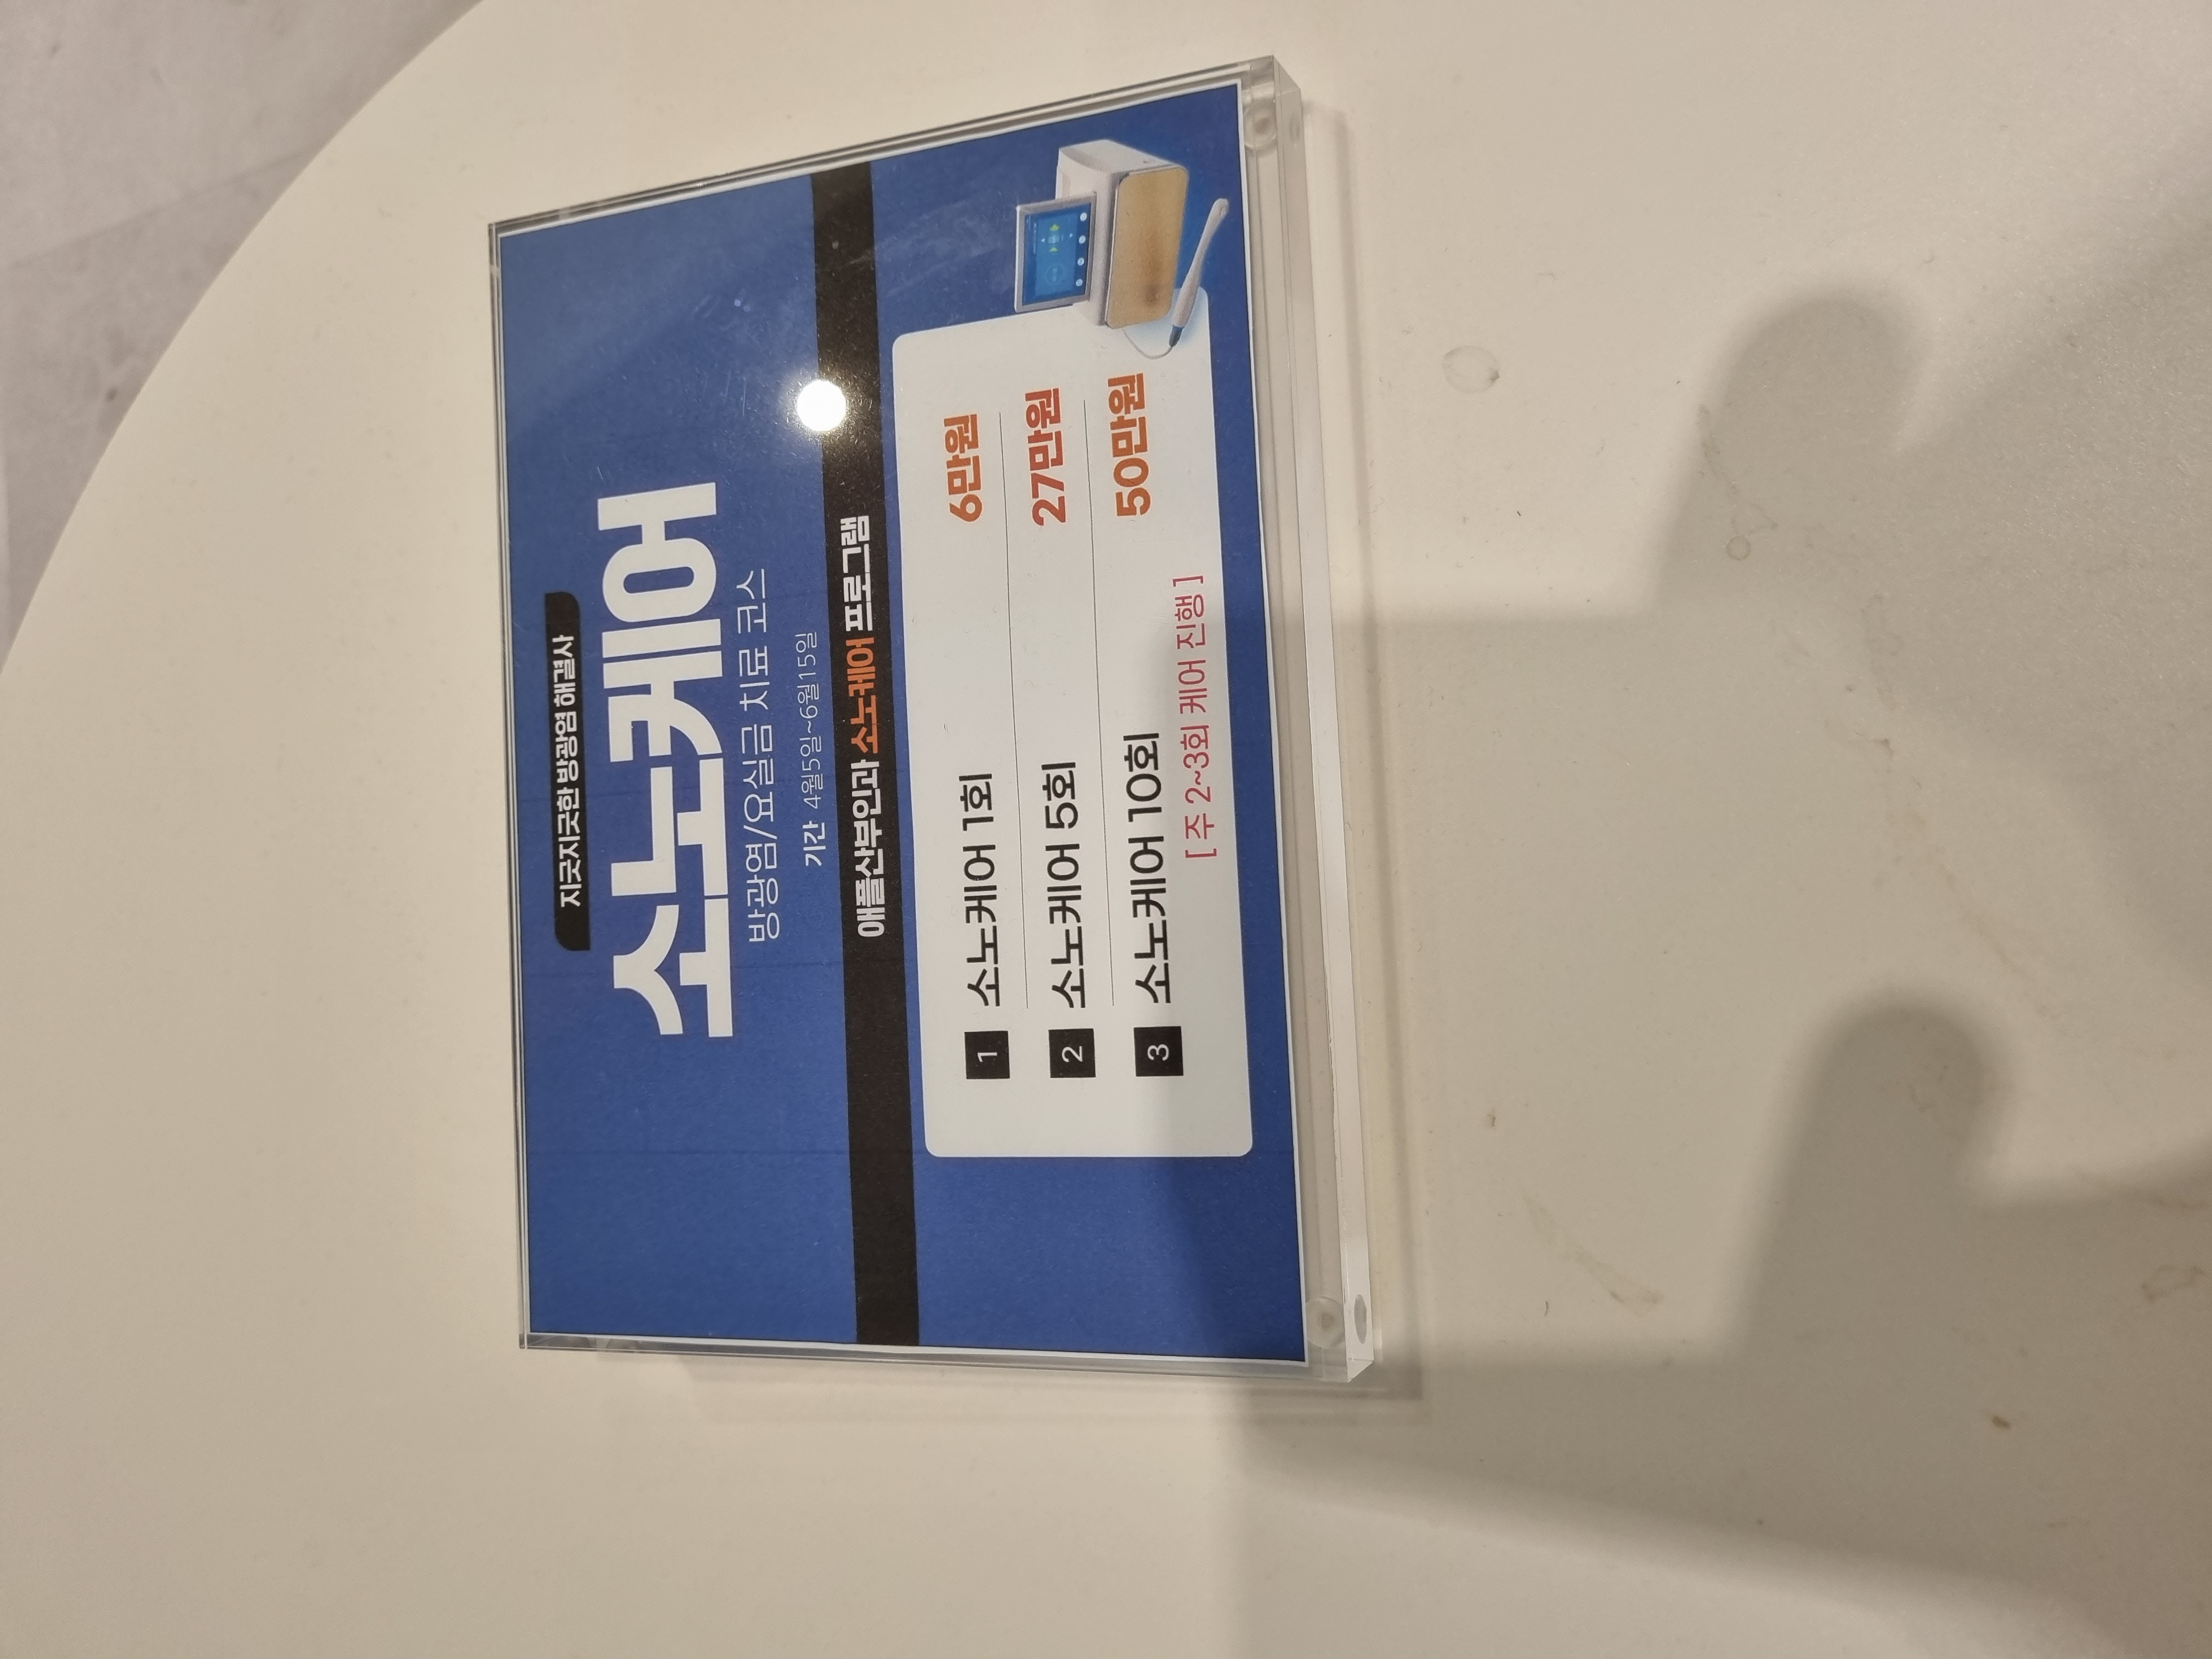 지긋지긋한 방광염 해결사
소노케어
방광염/요실금 치료 코스
기간 4월5일~6월15일
애플산부인과 소노케어 프로그램
1 소노케어 1회 6만원
2 소노케어 5회 27만원
3 소노케어 10회 50만원
[ 주 2~3회 케어 진행 ]